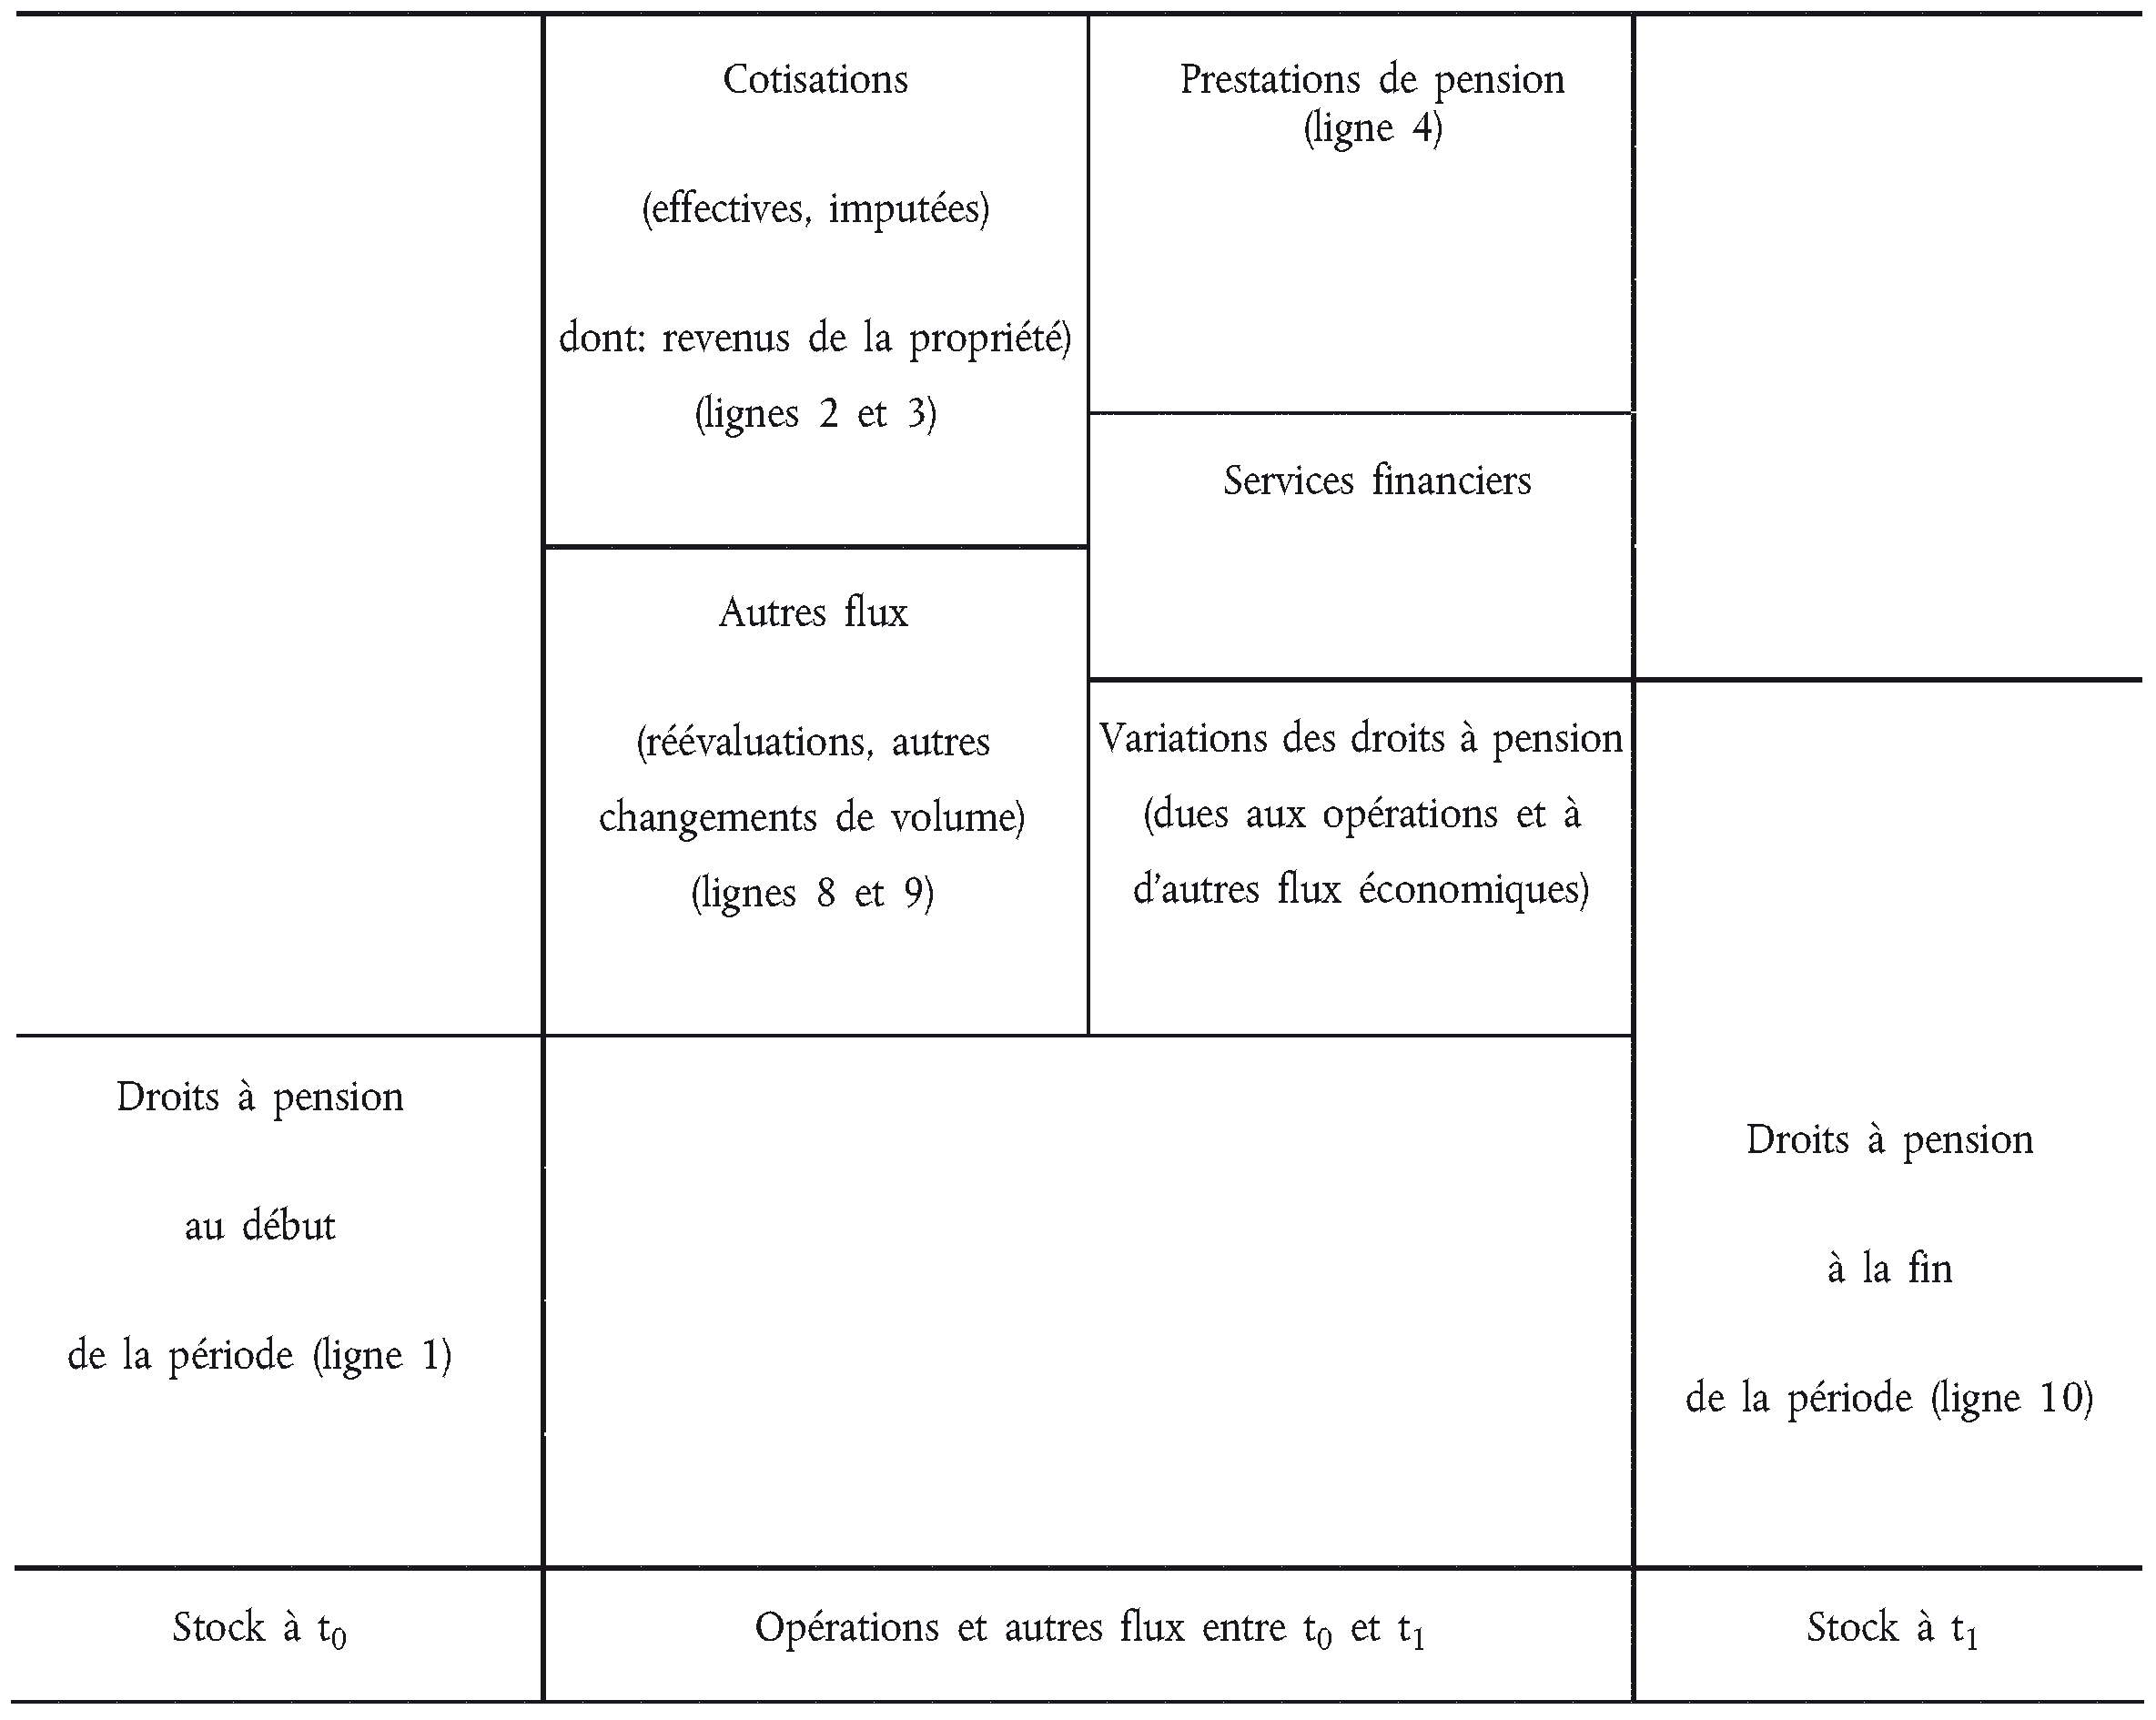 Cotisations
(effectives, imputées)
dont: revenus de la propriété)
(lignes 2 et 3)
Prestations de pension
(ligne 4)
Services financiers
Autres flux
(réévaluations, autres
changements de volume)
(lignes 8 et 9)
Variations des droits à pension
(dues aux opérations et à
d'autres flux économiques)
Droits à pension
au début
de la période (ligne 1)
Droits à pension
à la fin
de la période (ligne 10)
Stock à t0
Opérations et autres flux entre t0 et t1
Stock à t1